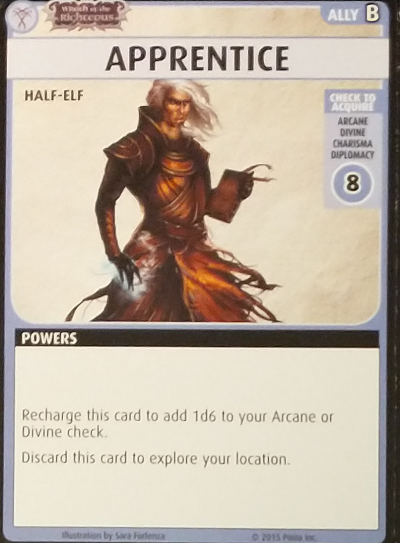 Wrath of the
Righteous
ALLY B
APPRENTICE
HALF-ELF
CHECK TO
ACQUIRE
ARCANE
DIVINE
CHARISMA
DIPLOMACY
8
POWERS
Recharge this card to add 1d6 to your Arcane or
Divine check.
Discard this card to explore your location.
Illustration by Sara Forlenza
© 2015 Paizo Inc.